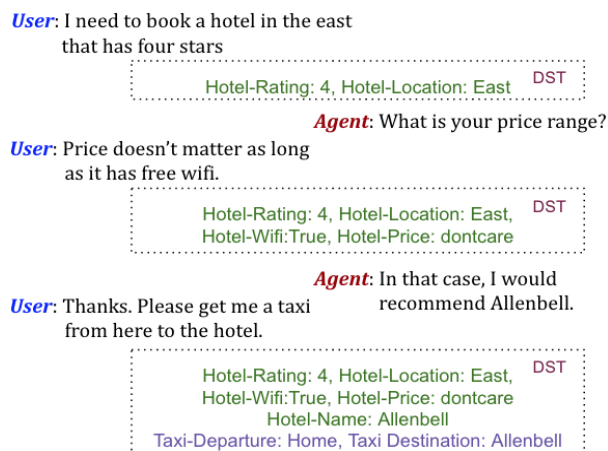 User: I need to book a hotel in the east
that has four stars
DST
Hotel-Rating: 4, Hotel-Location: East
Agent: What is your price range?
User: Price doesn't matter as long
as it has free wifi.
DST
Hotel-Rating: 4, Hotel-Location: East,
Hotel-Wifi:True, Hotel-Price: dontcare
Agent: In that case, I would
recommend Allenbell.
User: Thanks. Please get me a taxi
from here to the hotel.
DST
Hotel-Rating: 4, Hotel-Location: East,
Hotel-Wifi:True, Hotel-Price: dontcare
Hotel-Name: Allenbell
Taxi-Departure: Home, Taxi Destination: Allenbell